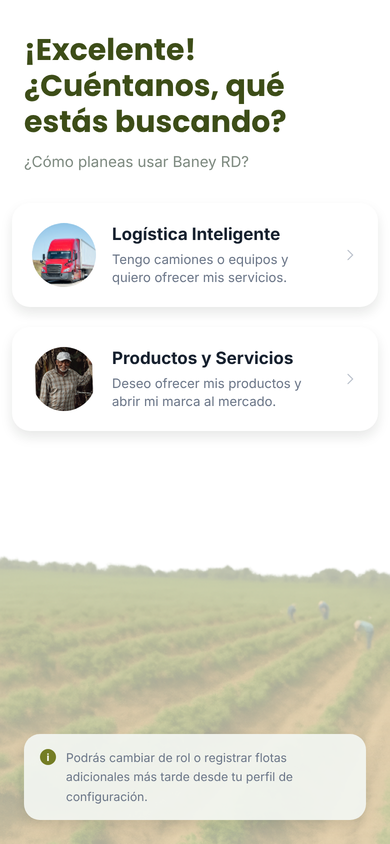 ¡Excelente!
¿Cuéntanos, qué
estás buscando?
¿Cómo planeas usar Baney RD?
Logística Inteligente
Tengo camiones o equipos y
quiero ofrecer mis servicios.
Productos y Servicios
Deseo ofrecer mis productos y
abrir mi marca al mercado.
Podrás cambiar de rol o registrar flotas
adicionales más tarde desde tu perfil de
configuración.